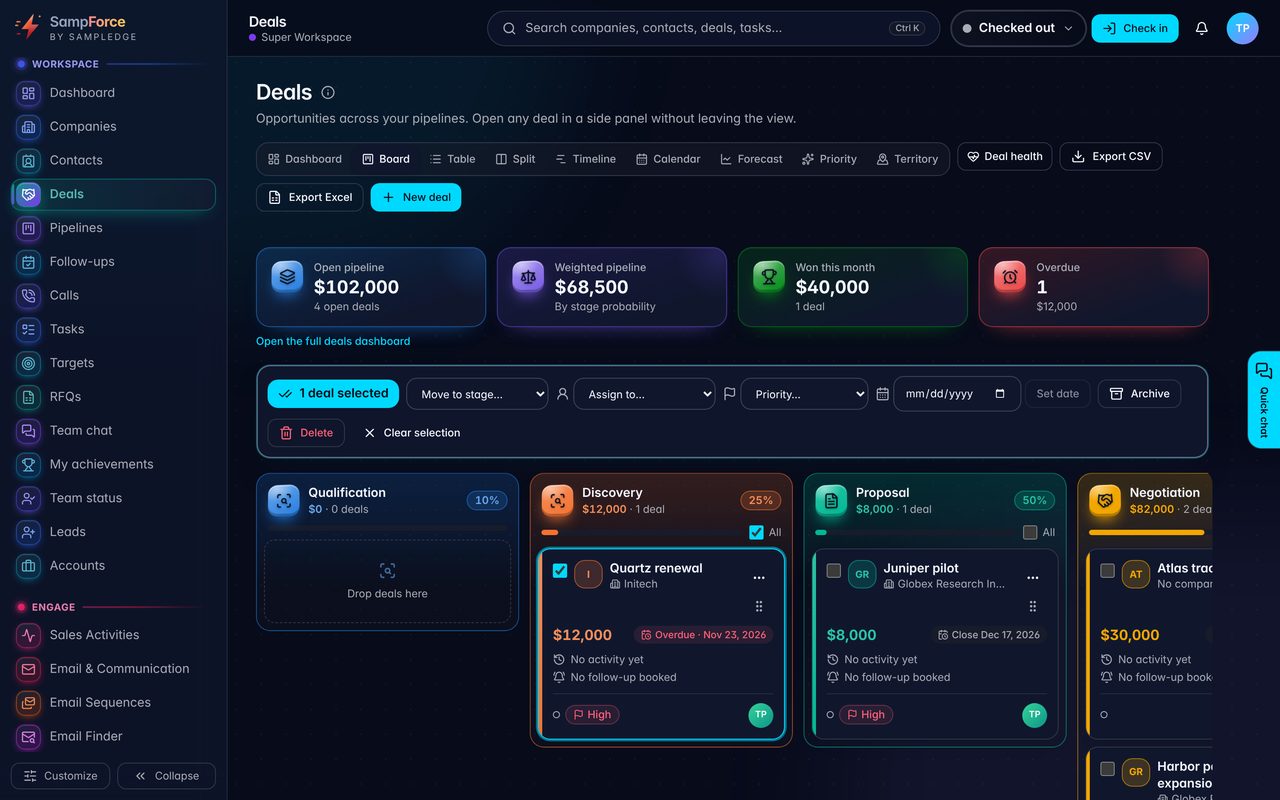 SampForce
BY SAMPLEDGE
WORKSPACE
Dashboard
Companies
Contacts
Deals
Pipelines
Follow-ups
Calls
Tasks
Targets
RFQs
Team chat
My achievements
Team status
Leads
Accounts
ENGAGE
Sales Activities
Email & Communication
Email Sequences
Email Finder
Customize
Collapse
Deals
Super Workspace
Search companies, contacts, deals, tasks...
Ctrl K
Checked out
Check in
TP
Deals
Opportunities across your pipelines. Open any deal in a side panel without leaving the view.
Dashboard
Board
Table
Split
Timeline
Calendar
Forecast
Priority
Territory
Deal health
Export CSV
Export Excel
New deal
Open pipeline
$102,000
4 open deals
Weighted pipeline
$68,500
By stage probability
Won this month
$40,000
1 deal
Overdue
1
$12,000
Open the full deals dashboard
1 deal selected
Move to stage...
Assign to...
Priority...
mm/dd/yyyy
Set date
Archive
Delete
Clear selection
Quick chat
Qualification
$0 · 0 deals
10%
Drop deals here
Discovery
$12,000 · 1 deal
25%
All
I
Quartz renewal
Initech
$12,000
Overdue · Nov 23, 2026
No activity yet
No follow-up booked
High
TP
Proposal
$8,000 · 1 deal
50%
All
GR
Juniper pilot
Globex Research In...
$8,000
Close Dec 17, 2026
No activity yet
No follow-up booked
High
TP
Negotiation
$82,000 · 2 dea
AT
Atlas trac
No compan
$30,000
No activity yet
No follow-up book
GR
Harbor p
expansio
Globex R